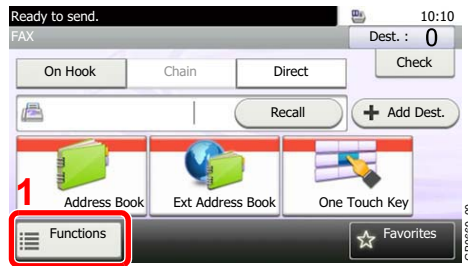 Ready to send. 10:10
FAX Dest. : 0
On Hook Chain Direct Check
Recall Add Dest.
1
Address Book Ext Address Book One Touch Key
Functions Favorites